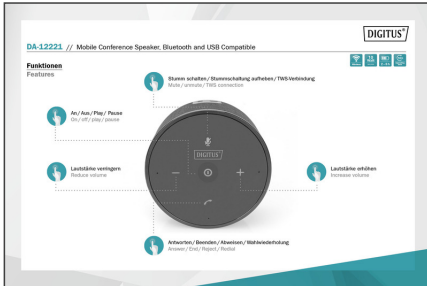 DIGITUS®
DA-12221 // Mobile Conference Speaker, Bluetooth and USB Compatible
Funktionen
Features
Stumm schalten / Stummschaltung aufheben / TWS-Verbindung
Mute / unmute / TWS connection
An / Aus / Play / Pause
On / off / play / pause
DIGITUS
Lautstärke verringern
Reduce volume
Lautstärke erhöhen
Increase volume
Antworten / Beenden / Abweisen / Wahlwiederholung
Answer / End / Reject / Redial